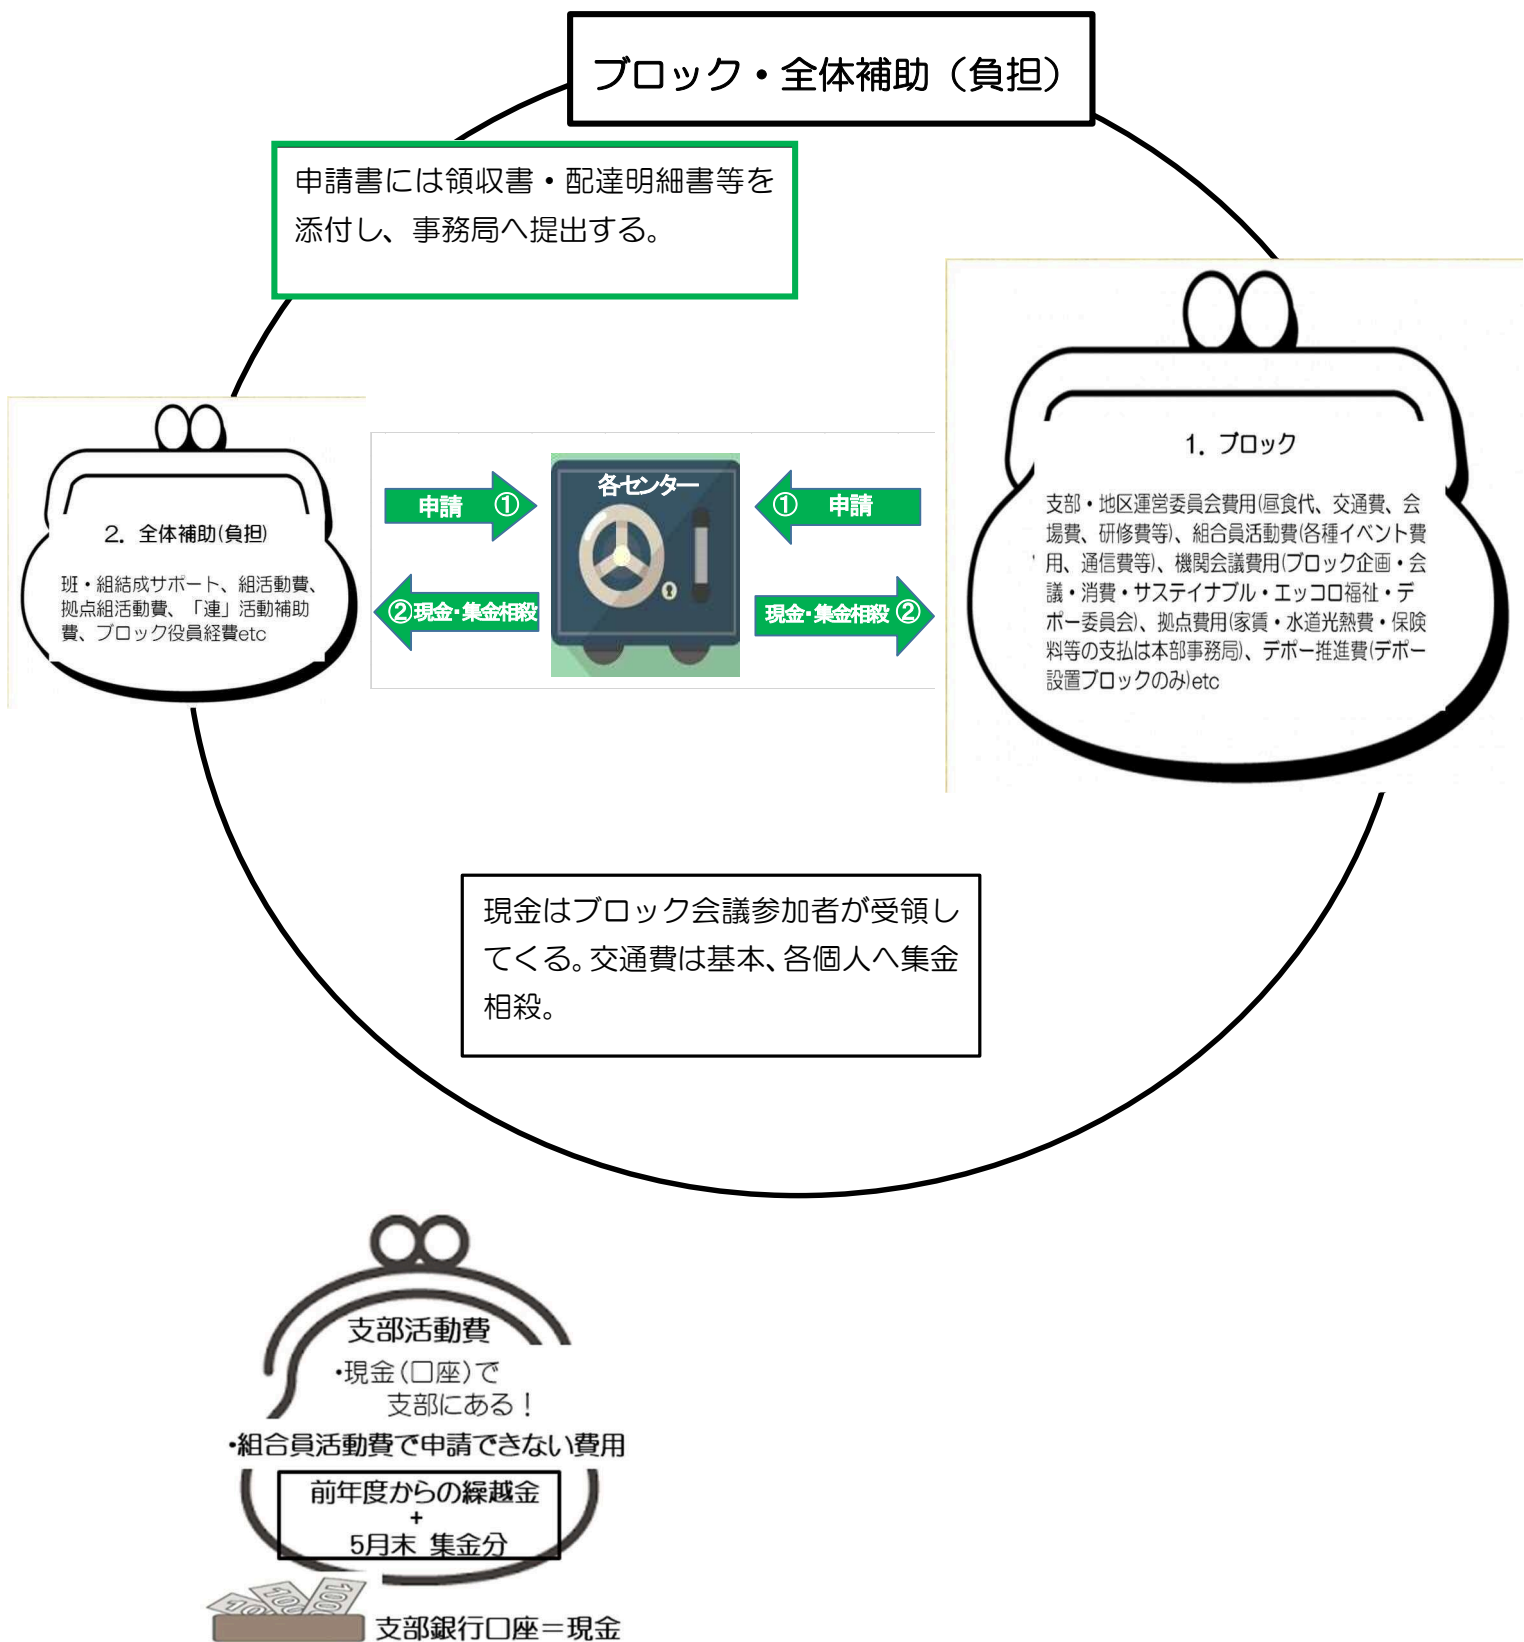 ブロック・全体補助（負担）
申請書には領収書・配達明細書等を
添付し、事務局へ提出する。
2．全体補助(負担)
班・組結成サポート、組活動費、
拠点組活動費、「連」活動補助
費、ブロック役員経費etc
申請 ①
②現金・集金相殺
各センター
① 申請
現金・集金相殺 ②
1．ブロック
支部・地区運営委員会費用(昼食代、交通費、会
場費、研修費等)、組合員活動費(各種イベント費
用、通信費等)、機関会議費用(ブロック企画・会
議・消費・サステイナブル・エッコロ福祉・デ
ポー委員会)、拠点費用(家賃・水道光熱費・保険
料等の支払は本部事務局)、デポー推進費(デポー
設置ブロックのみ)etc
現金はブロック会議参加者が受領し
てくる。交通費は基本、各個人へ集金
相殺。
支部活動費
・現金(口座)で
支部にある！
・組合員活動費で申請できない費用
前年度からの繰越金
+
5月末 集金分
支部銀行口座＝現金